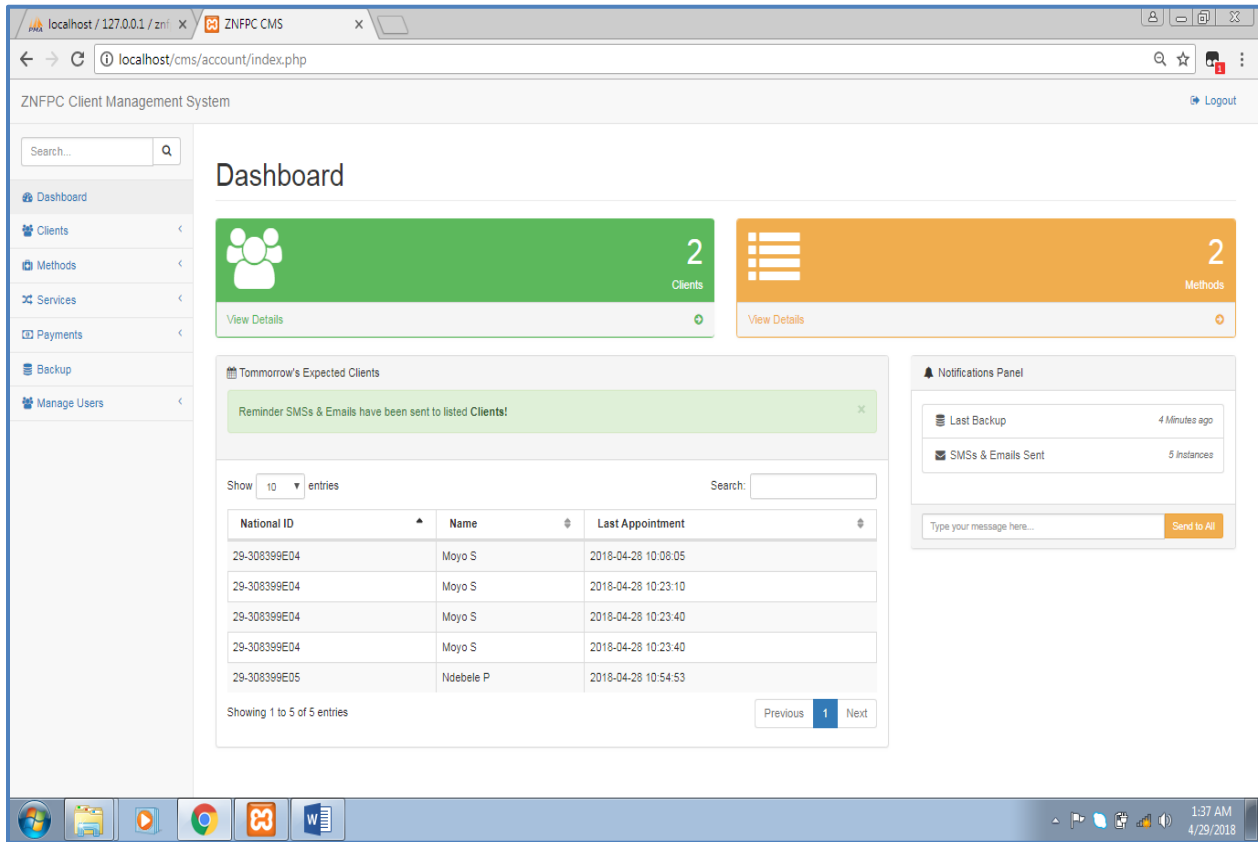 localhost / 127.0.0.1 / znf
ZNFPC CMS
localhost/cms/account/index.php
1
ZNFPC Client Management System
Logout
Search...
Dashboard
Clients
Methods
Services
Payments
Backup
Manage Users
Dashboard
2
Clients
View Details
2
Methods
View Details
Tommorrow's Expected Clients
Reminder SMSs & Emails have been sent to listed Clients!
×
Show 10 entries
Search:
National ID Name Last Appointment
29-308399E04 Moyo S 2018-04-28 10:08:05
29-308399E04 Moyo S 2018-04-28 10:23:10
29-308399E04 Moyo S 2018-04-28 10:23:40
29-308399E04 Moyo S 2018-04-28 10:23:40
29-308399E05 Ndebele P 2018-04-28 10:54:53
Showing 1 to 5 of 5 entries
Previous 1 Next
Notifications Panel
Last Backup 4 Minutes ago
SMSs & Emails Sent 5 Instances
Type your message here... Send to All
1:37 AM
4/29/2018